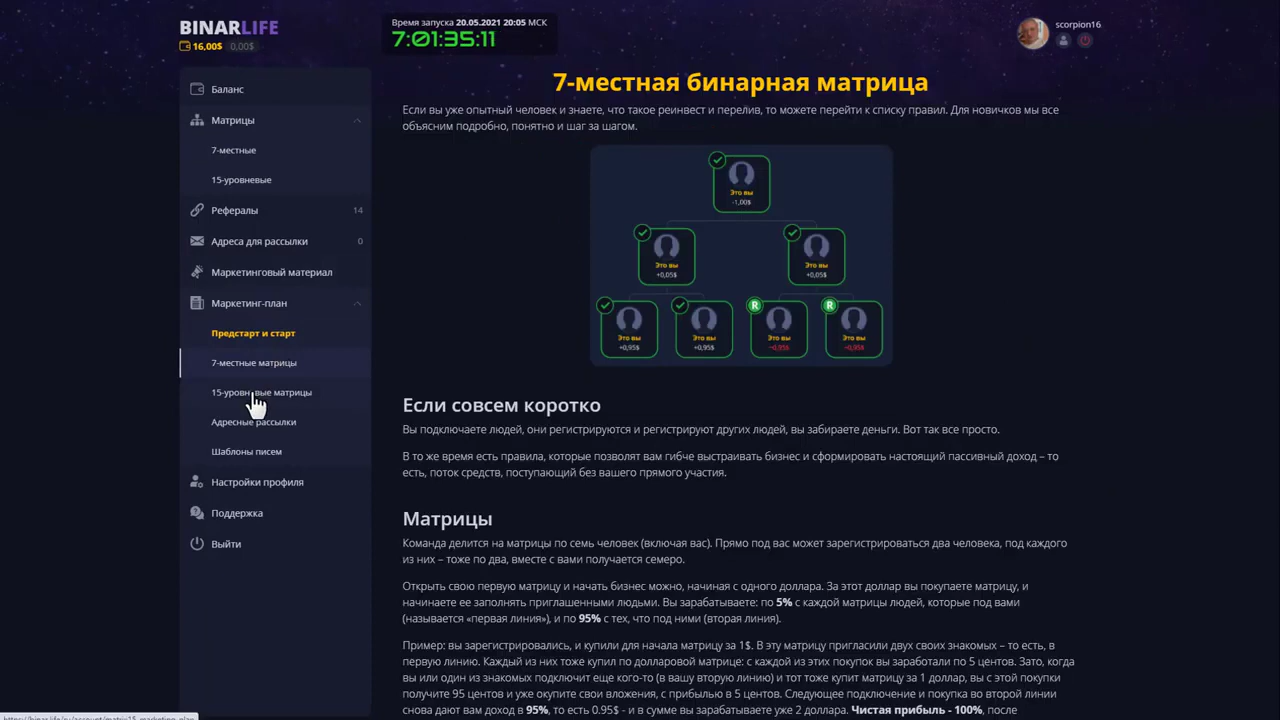 BINARLIFE
16,00$ 0,00$
Время запуска 20.05.2021 20:05 МСК
7:01:35:11
scorpion16
Баланс
Матрицы
7-местные
15-уровневые
Рефералы 14
Адреса для рассылки 0
Маркетинговый материал
Маркетинг-план
Предстарт и старт
7-местные матрицы
15-уровневые матрицы
Адресные рассылки
Шаблоны писем
Настройки профиля
Поддержка
Выйти
7-местная бинарная матрица
Если вы уже опытный человек и знаете, что такое реинвест и перелив, то можете перейти к списку правил. Для новичков мы все
объясним подробно, понятно и шаг за шагом.
Это вы
-1,00$
Это вы Это вы
+0,05$ +0,05$
R R
Это вы Это вы Это вы Это вы
+0,95$ +0,95$
Если совсем коротко
Вы подключаете людей, они регистрируются и регистрируют других людей, вы забираете деньги. Вот так все просто.
В то же время есть правила, которые позволят вам гибче выстраивать бизнес и сформировать настоящий пассивный доход – то
есть, поток средств, поступающий без вашего прямого участия.
Матрицы
Команда делится на матрицы по семь человек (включая вас). Прямо под вас может зарегистрироваться два человека, под каждого
из них – тоже по два, вместе с вами получается семеро.
Открыть свою первую матрицу и начать бизнес можно, начиная с одного доллара. За этот доллар вы покупаете матрицу, и
начинаете ее заполнять приглашенными людьми. Вы зарабатываете: по 5% с каждой матрицы людей, которые под вами
(называется «первая линия»), и по 95% с тех, что под ними (вторая линия).
Пример: вы зарегистрировались, и купили для начала матрицу за 1$. В эту матрицу пригласили двух своих знакомых – то есть, в
первую линию. Каждый из них тоже купил по долларовой матрице: с каждой из этих покупок вы заработали по 5 центов. Зато, когда
вы или один из знакомых подключит еще кого-то (в вашу вторую линию) и тот тоже купит матрицу за 1 доллар, вы с этой покупки
получите 95 центов и уже окупите свои вложения, с прибылью в 5 центов. Следующее подключение и покупка во второй линии
снова дают вам доход в 95%, то есть 0.95$ - и в сумме вы зарабатываете уже 2 доллара. Чистая прибыль - 100%, после